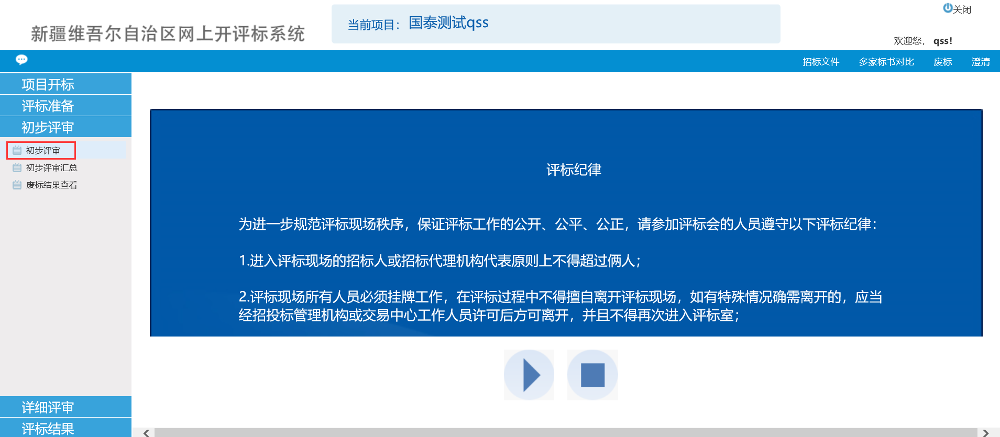 关闭
新疆维吾尔自治区网上开评标系统
当前项目： 国泰测试qss
欢迎您， qss!
招标文件 多家标书对比 废标 澄清
项目开标
评标准备
初步评审
初步评审
初步评审汇总
废标结果查看
详细评审
评标结果
评标纪律
为进一步规范评标现场秩序，保证评标工作的公开、公平、公正，请参加评标会的人员遵守以下评标纪律：
1.进入评标现场的招标人或招标代理机构代表原则上不得超过俩人；
2.评标现场所有人员必须挂牌工作，在评标过程中不得擅自离开评标现场，如有特殊情况确需离开的，应当
经招投标管理机构或交易中心工作人员许可后方可离开，并且不得再次进入评标室；